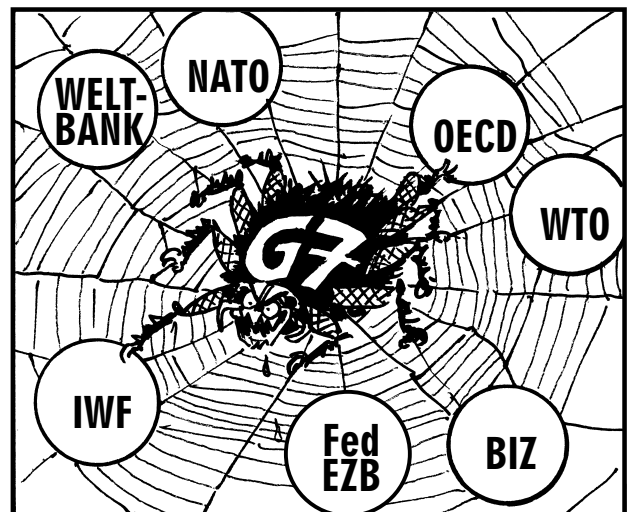 NATO
WELT-
BANK
OECD
WTO
G7
IWF
Fed
EZB
BIZ